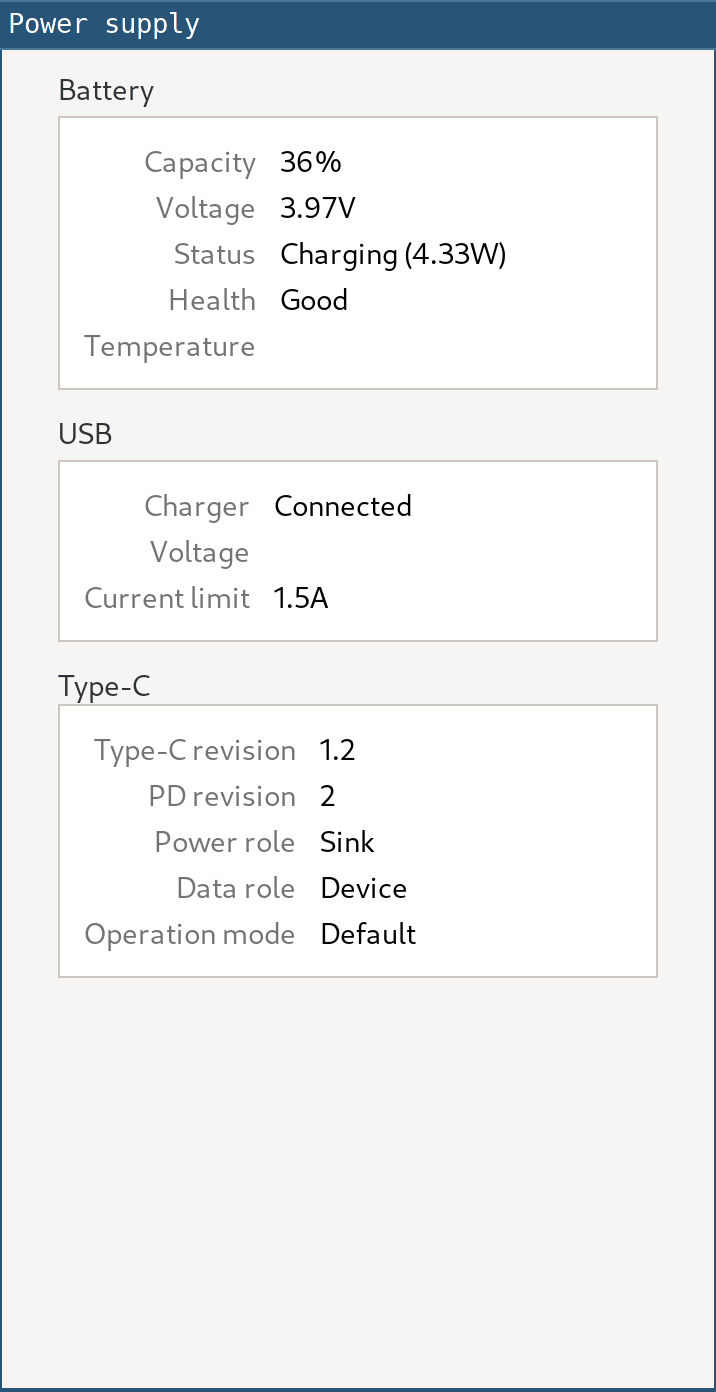 Power supply
Battery
Capacity 36%
Voltage 3.97V
Status Charging (4.33W)
Health Good
Temperature
USB
Charger Connected
Voltage
Current limit 1.5A
Type-C
Type-C revision 1.2
PD revision 2
Power role Sink
Data role Device
Operation mode Default